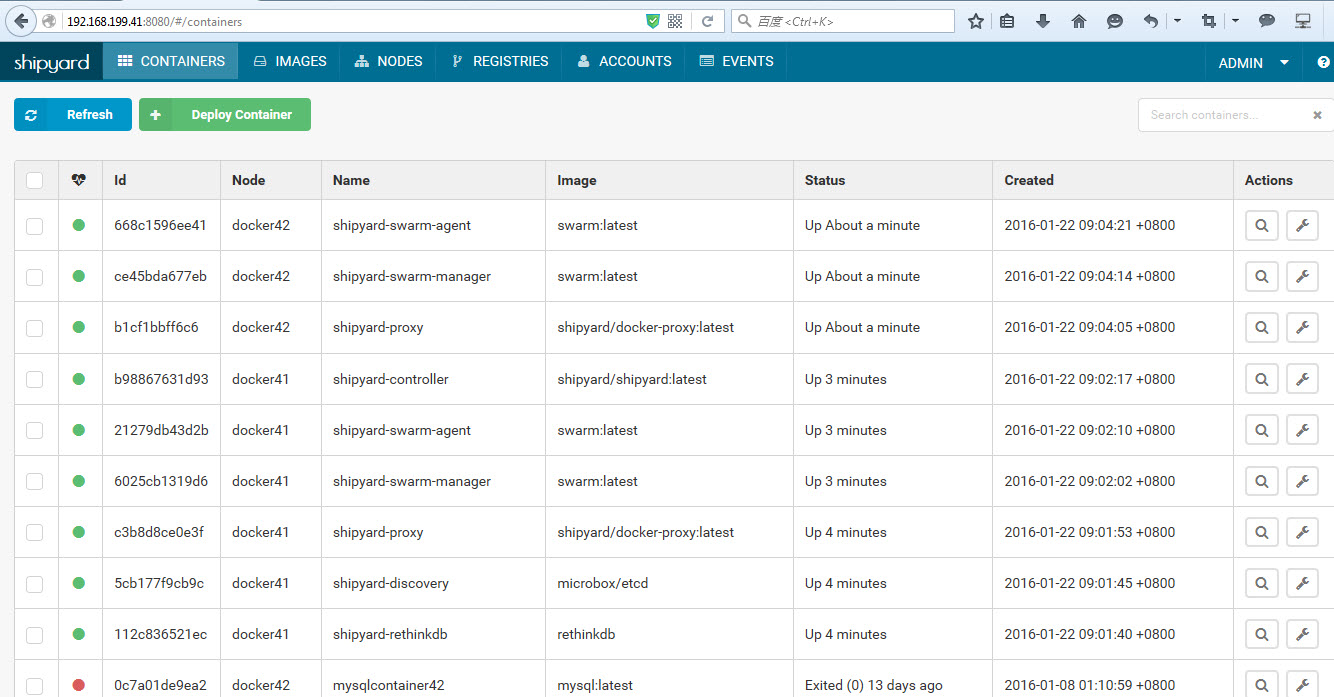 192.168.199.41:8080/#/containers 百度 <Ctrl+K>
shipyard CONTAINERS IMAGES NODES REGISTRIES ACCOUNTS EVENTS ADMIN ?
Refresh Deploy Container Search containers...
Id Node Name Image Status Created Actions
668c1596ee41 docker42 shipyard-swarm-agent swarm:latest Up About a minute 2016-01-22 09:04:21 +0800
ce45bda677eb docker42 shipyard-swarm-manager swarm:latest Up About a minute 2016-01-22 09:04:14 +0800
b1cf1bbff6c6 docker42 shipyard-proxy shipyard/docker-proxy:latest Up About a minute 2016-01-22 09:04:05 +0800
b98867631d93 docker41 shipyard-controller shipyard/shipyard:latest Up 3 minutes 2016-01-22 09:02:17 +0800
21279db43d2b docker41 shipyard-swarm-agent swarm:latest Up 3 minutes 2016-01-22 09:02:10 +0800
6025cb1319d6 docker41 shipyard-swarm-manager swarm:latest Up 3 minutes 2016-01-22 09:02:02 +0800
c3b8d8ce0e3f docker41 shipyard-proxy shipyard/docker-proxy:latest Up 4 minutes 2016-01-22 09:01:53 +0800
5cb177f9cb9c docker41 shipyard-discovery microbox/etcd Up 4 minutes 2016-01-22 09:01:45 +0800
112c836521ec docker41 shipyard-rethinkdb rethinkdb Up 4 minutes 2016-01-22 09:01:40 +0800
0c7a01de9ea2 docker42 mysqlcontainer42 mysql:latest Exited (0) 13 days ago 2016-01-08 01:10:59 +0800